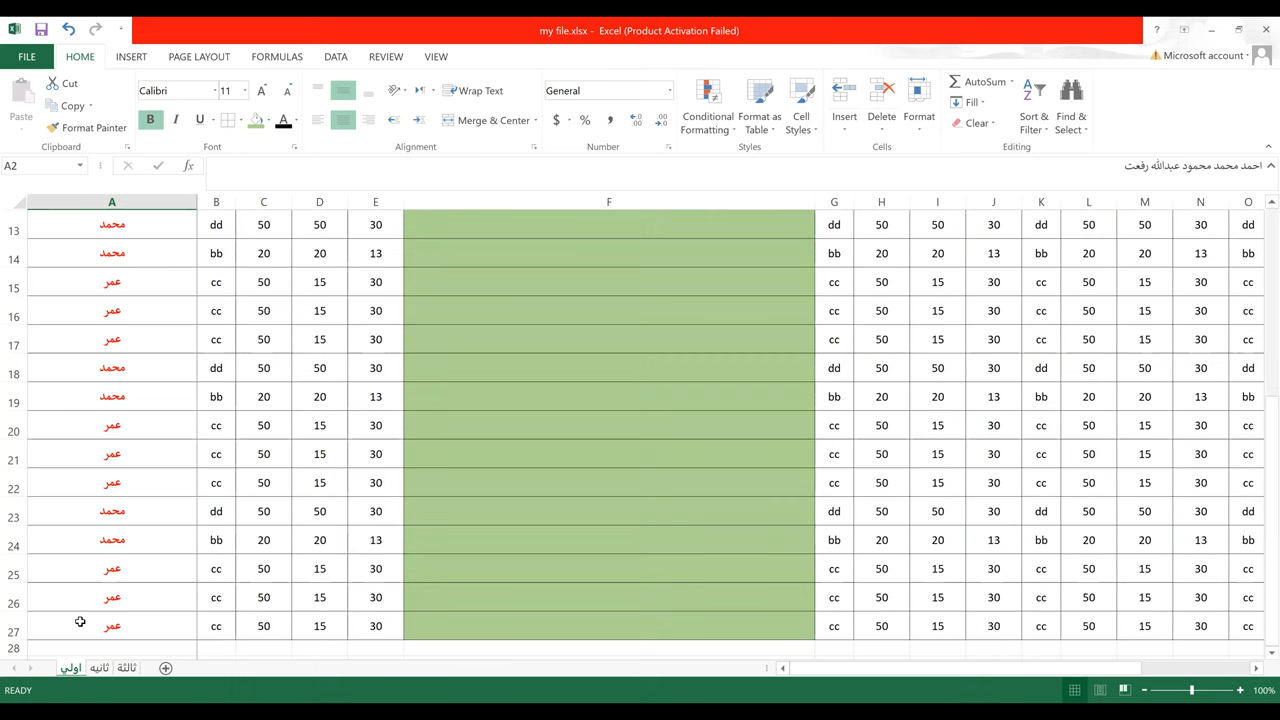 my file.xlsx - Excel (Product Activation Failed)
FILE HOME INSERT PAGE LAYOUT FORMULAS DATA REVIEW VIEW Microsoft account
Paste Cut Copy Format Painter
Calibri 11 B I U A
Wrap Text Merge & Center
General $ % ,
Conditional Formatting Format as Table Cell Styles
Insert Delete Format
AutoSum Fill Clear Sort & Filter Find & Select
Clipboard Font Alignment Number Styles Cells Editing
A2 fx احمد محمد محمود عبدالله رفعت
A B C D E F G H I J K L M N O
13 محمد dd 50 50 30 dd 50 50 30 dd 50 50 30 dd
14 محمد bb 20 20 13 bb 20 20 13 bb 20 20 13 bb
15 عمر cc 50 15 30 cc 50 15 30 cc 50 15 30 cc
16 عمر cc 50 15 30 cc 50 15 30 cc 50 15 30 cc
17 عمر cc 50 15 30 cc 50 15 30 cc 50 15 30 cc
18 محمد dd 50 50 30 dd 50 50 30 dd 50 50 30 dd
19 محمد bb 20 20 13 bb 20 20 13 bb 20 20 13 bb
20 عمر cc 50 15 30 cc 50 15 30 cc 50 15 30 cc
21 عمر cc 50 15 30 cc 50 15 30 cc 50 15 30 cc
22 عمر cc 50 15 30 cc 50 15 30 cc 50 15 30 cc
23 محمد dd 50 50 30 dd 50 50 30 dd 50 50 30 dd
24 محمد bb 20 20 13 bb 20 20 13 bb 20 20 13 bb
25 عمر cc 50 15 30 cc 50 15 30 cc 50 15 30 cc
26 عمر cc 50 15 30 cc 50 15 30 cc 50 15 30 cc
27 عمر cc 50 15 30 cc 50 15 30 cc 50 15 30 cc
28
اولي ثانيه ثالثة
READY 100%